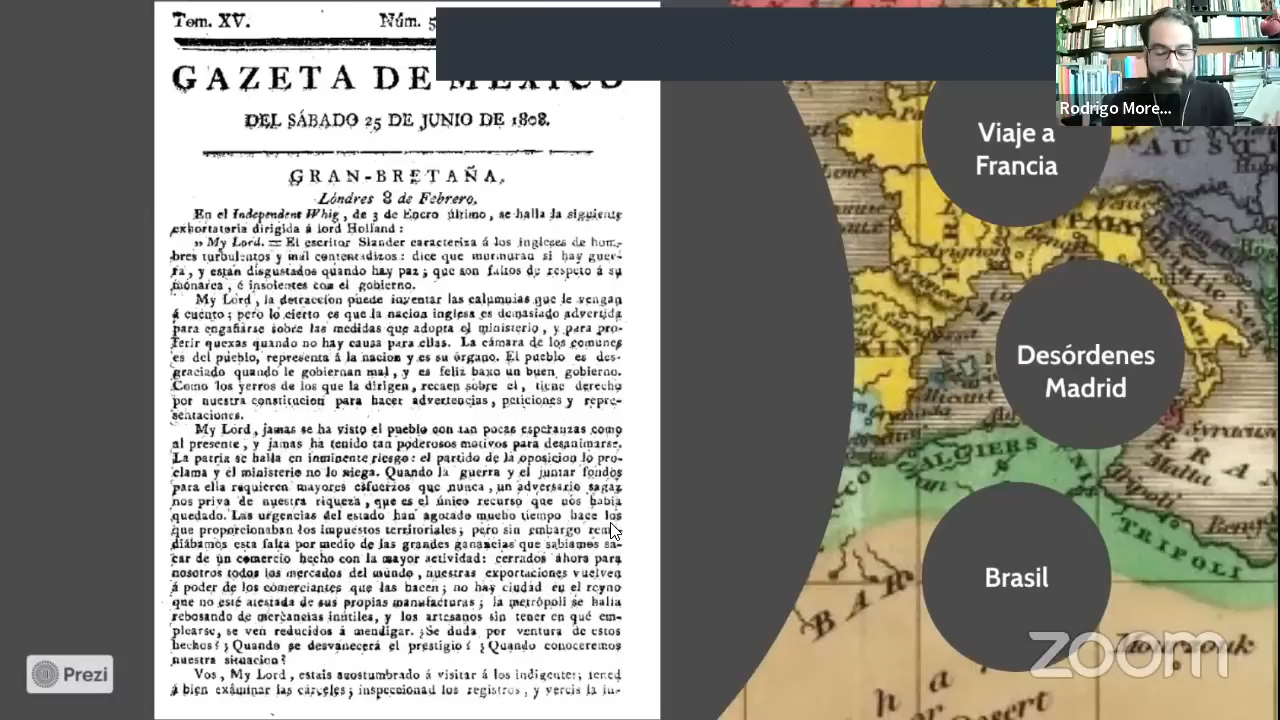 Tom. XV. Núm. 5
GAZETA DE MEXICO
DEL SÁBADO 25 DE JUNIO DE 1808.
GRAN-BRETAÑA.
Lóndres 8 de Febrero.
En el Independent Whig, de 3 de Enero último, se halla la siguiente
exhortatoria dirigida á lord Holland:
„ My Lord. = El escritor Slander caracteriza á los ingleses de hom-
bres turbulentos y mal contentadizos: dice que murmuran si hay guer-
ra, y están disgustados quando hay paz; que son faltos de respeto á su
monarca, é insolentes con el gobierno.
My Lord, la detraccion puede inventar las calumnias que le vengan
á cuento; pero lo cierto es que la nacion inglesa es demasiado advertida
para engañarse sobre las medidas que adopta el ministerio, y para pro-
ferir quexas quando no hay causa para ellas. La cámara de los comunes
es del pueblo, representa á la nacion y es su órgano. El pueblo es des-
graciado quando le gobiernan mal, y es feliz baxo un buen gobierno.
Como los yerros de los que la dirigen, recaen sobre el, tiene derecho
por nuestra constitucion para hacer advertencias, peticiones y repre-
sentaciones.
My Lord, jamas se ha visto el pueblo con tan pocas esperanzas como
al presente, y jamas ha tenido tan poderosos motivos para desanimarse.
La patria se halla en inminente riesgo: el partido de la oposicion lo pro-
clama y el ministerio no lo niega. Quando la guerra y el juntar fondos
para ella requieren mayores esfuerzos que nunca, un adversario sagaz
nos priva de nuestra riqueza, que es el único recurso que nos habia
quedado. Las urgencias del estado han agotado mucho tiempo hace los
que proporcionaban los impuestos territoriales; pero sin embargo reme
diábamos esta falta por medio de las grandes ganancias que sabiamos sa-
car de un comercio hecho con la mayor actividad: cerrados ahora para
nosotros todos los mercados del mundo, nuestras exportaciones vuelven
á poder de los comerciantes que las hacen; no hay ciudad en el reyno
que no esté atestada de sus propias manufacturas; la metrópoli se halla
rebosando de mercancias inútiles, y los artesanos sin tener en qué em-
plearse, se ven reducidos á mendigar. ¿Se duda por ventura de estos
hechos? ¿Quando se desvanecerá el prestigio? ¿Quando conoceremos
nuestra situacion?
Vos, My Lord, estais acostumbrado á visitar á los indigentes; tened
á bien examinar las cárceles; inspeccionad los registros, y vereis la in-
Prezi
Rodrigo More...
Viaje a
Francia
AUSTRI
ITALY
Avignon
Desórdenes
Madrid
Alicant
Granada
ALGIERS
Syracuse
Malta
Tripoli
TRIPOLI
Brasil
BAR
Mourzouk
Desert
zoom